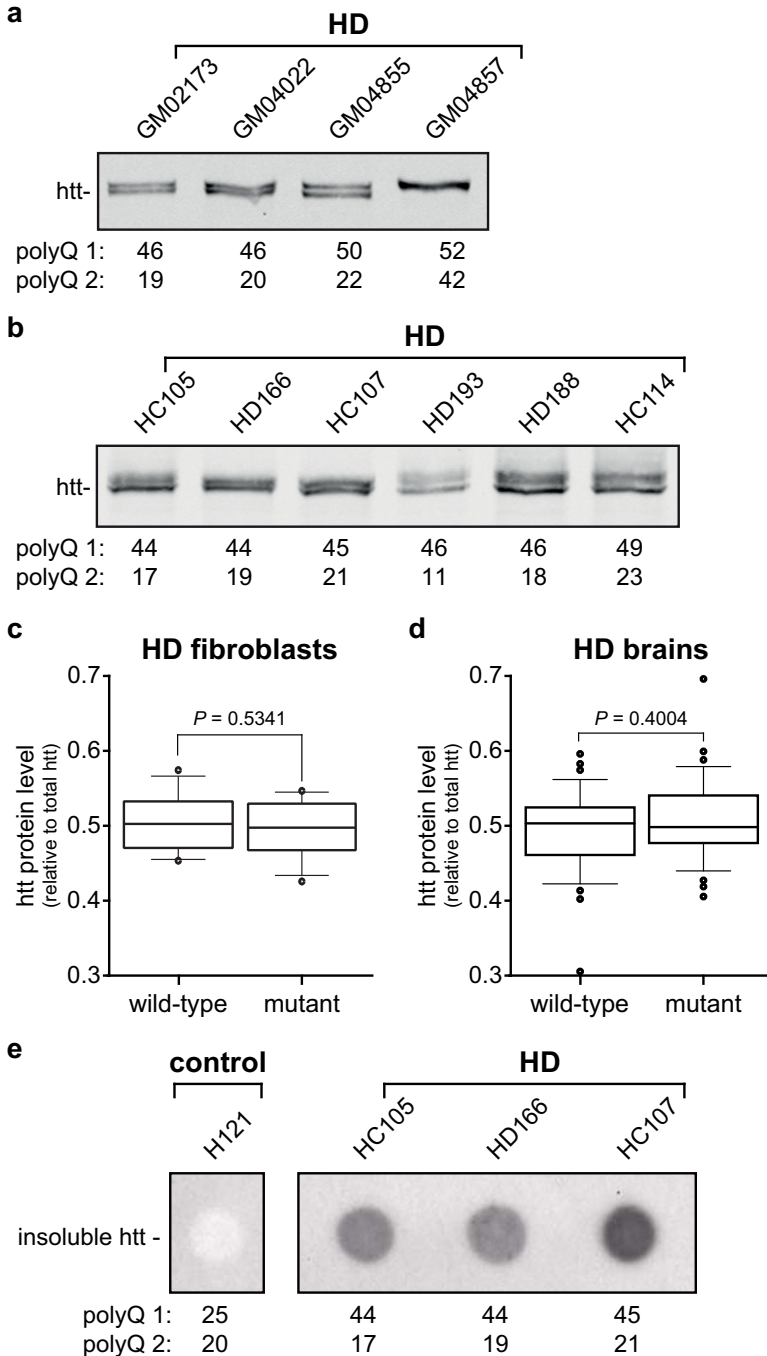 a
HD
GM02173 GM04022 GM04855 GM04857
htt-
polyQ 1: 46 46 50 52
polyQ 2: 19 20 22 42
b
HD
HC105 HD166 HC107 HD193 HD188 HC114
htt-
polyQ 1: 44 44 45 46 46 49
polyQ 2: 17 19 21 11 18 23
c
HD fibroblasts
htt protein level
(relative to total htt)
0.7
0.6
0.5
0.4
0.3
P = 0.5341
wild-type mutant
d
HD brains
htt protein level
(relative to total htt)
0.7
0.6
0.5
0.4
0.3
P = 0.4004
wild-type mutant
e
control HD
H121 HC105 HD166 HC107
insoluble htt -
polyQ 1: 25 44 44 45
polyQ 2: 20 17 19 21